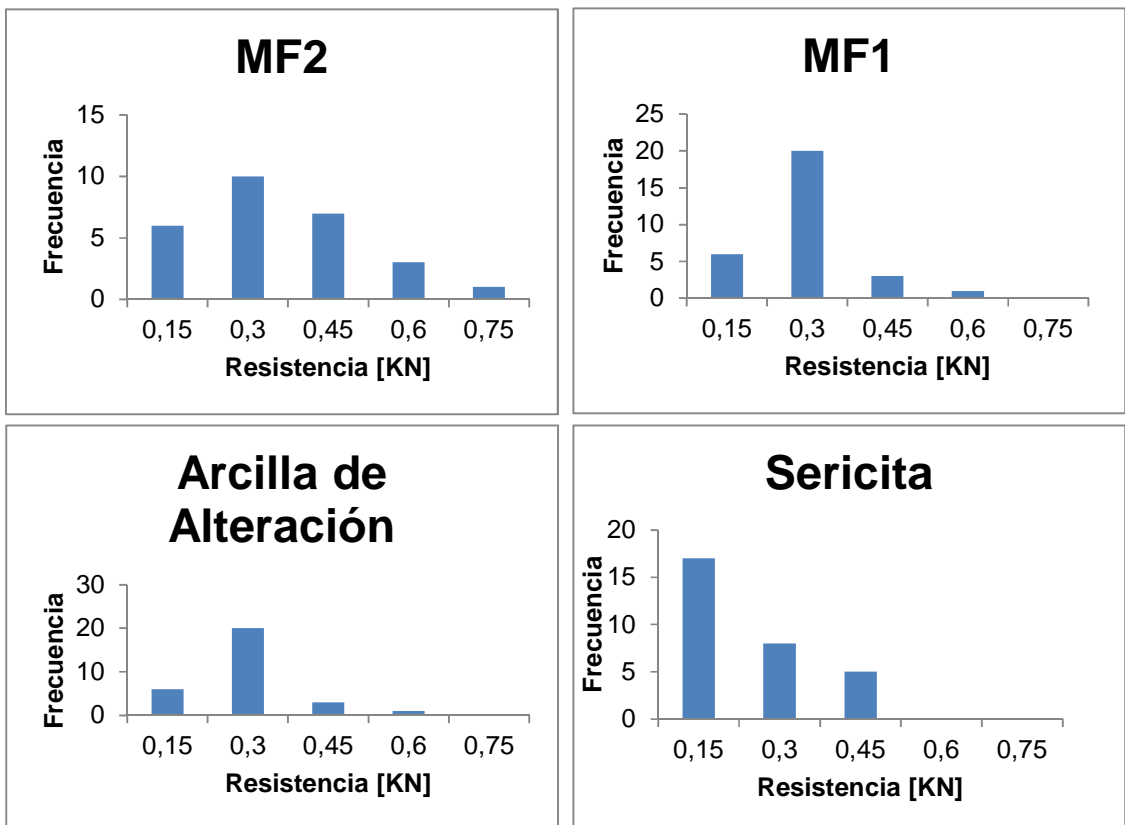 MF2
15
10
5
0
Frecuencia
0,15 0,3 0,45 0,6 0,75
Resistencia [KN]
MF1
25
20
15
10
5
0
Frecuencia
0,15 0,3 0,45 0,6 0,75
Resistencia [KN]
Arcilla de
Alteración
30
20
10
0
Frecuencia
0,15 0,3 0,45 0,6 0,75
Resistencia [KN]
Sericita
20
15
10
5
0
Frecuencia
0,15 0,3 0,45 0,6 0,75
Resistencia [KN]